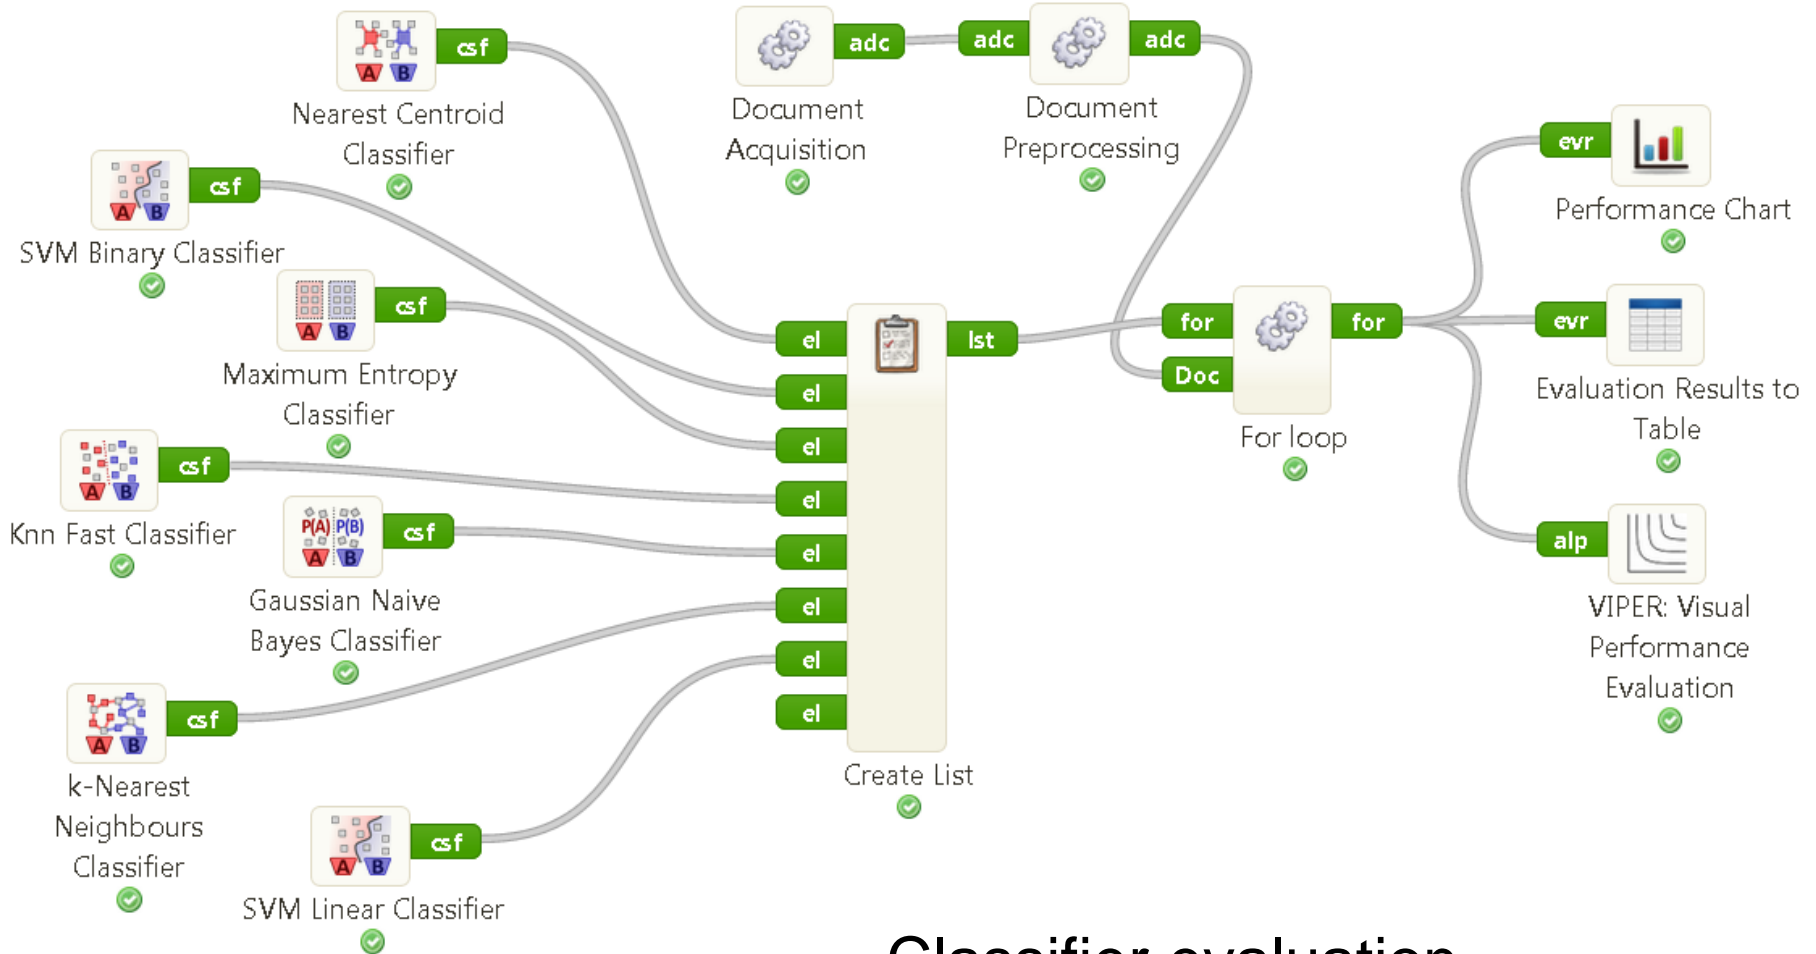 csf
Nearest Centroid
Classifier
A B
adc
Document
Acquisition
adc
adc
Document
Preprocessing
csf
SVM Binary Classifier
A B
evr
Performance Chart
csf
Maximum Entropy
Classifier
A B
el
el
el
el
el
el
el
el
lst
Create List
for
Doc
for
For loop
evr
Evaluation Results to
Table
csf
Knn Fast Classifier
A B
P(A) P(B)
A B
csf
Gaussian Naive
Bayes Classifier
alp
VIPER: Visual
Performance
Evaluation
csf
A B
k-Nearest
Neighbours
Classifier
csf
A B
SVM Linear Classifier
Classifier evaluation